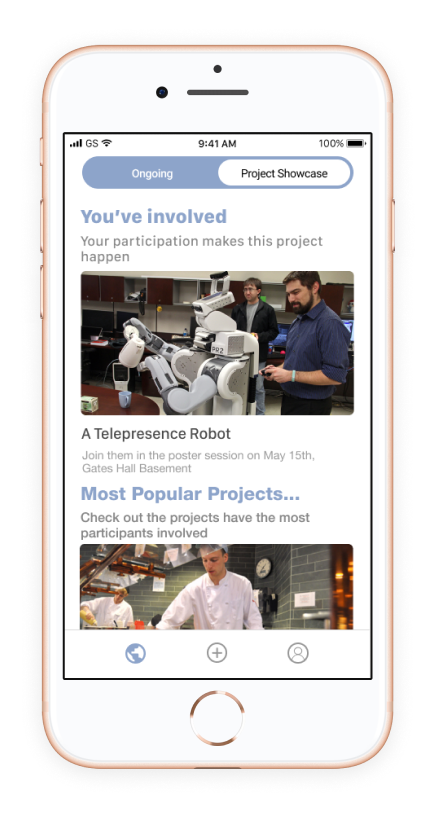 GS 9:41 AM 100%
Ongoing Project Showcase
You've involved
Your participation makes this project
happen
PR2
A Telepresence Robot
Join them in the poster session on May 15th,
Gates Hall Basement
Most Popular Projects...
Check out the projects have the most
participants involved